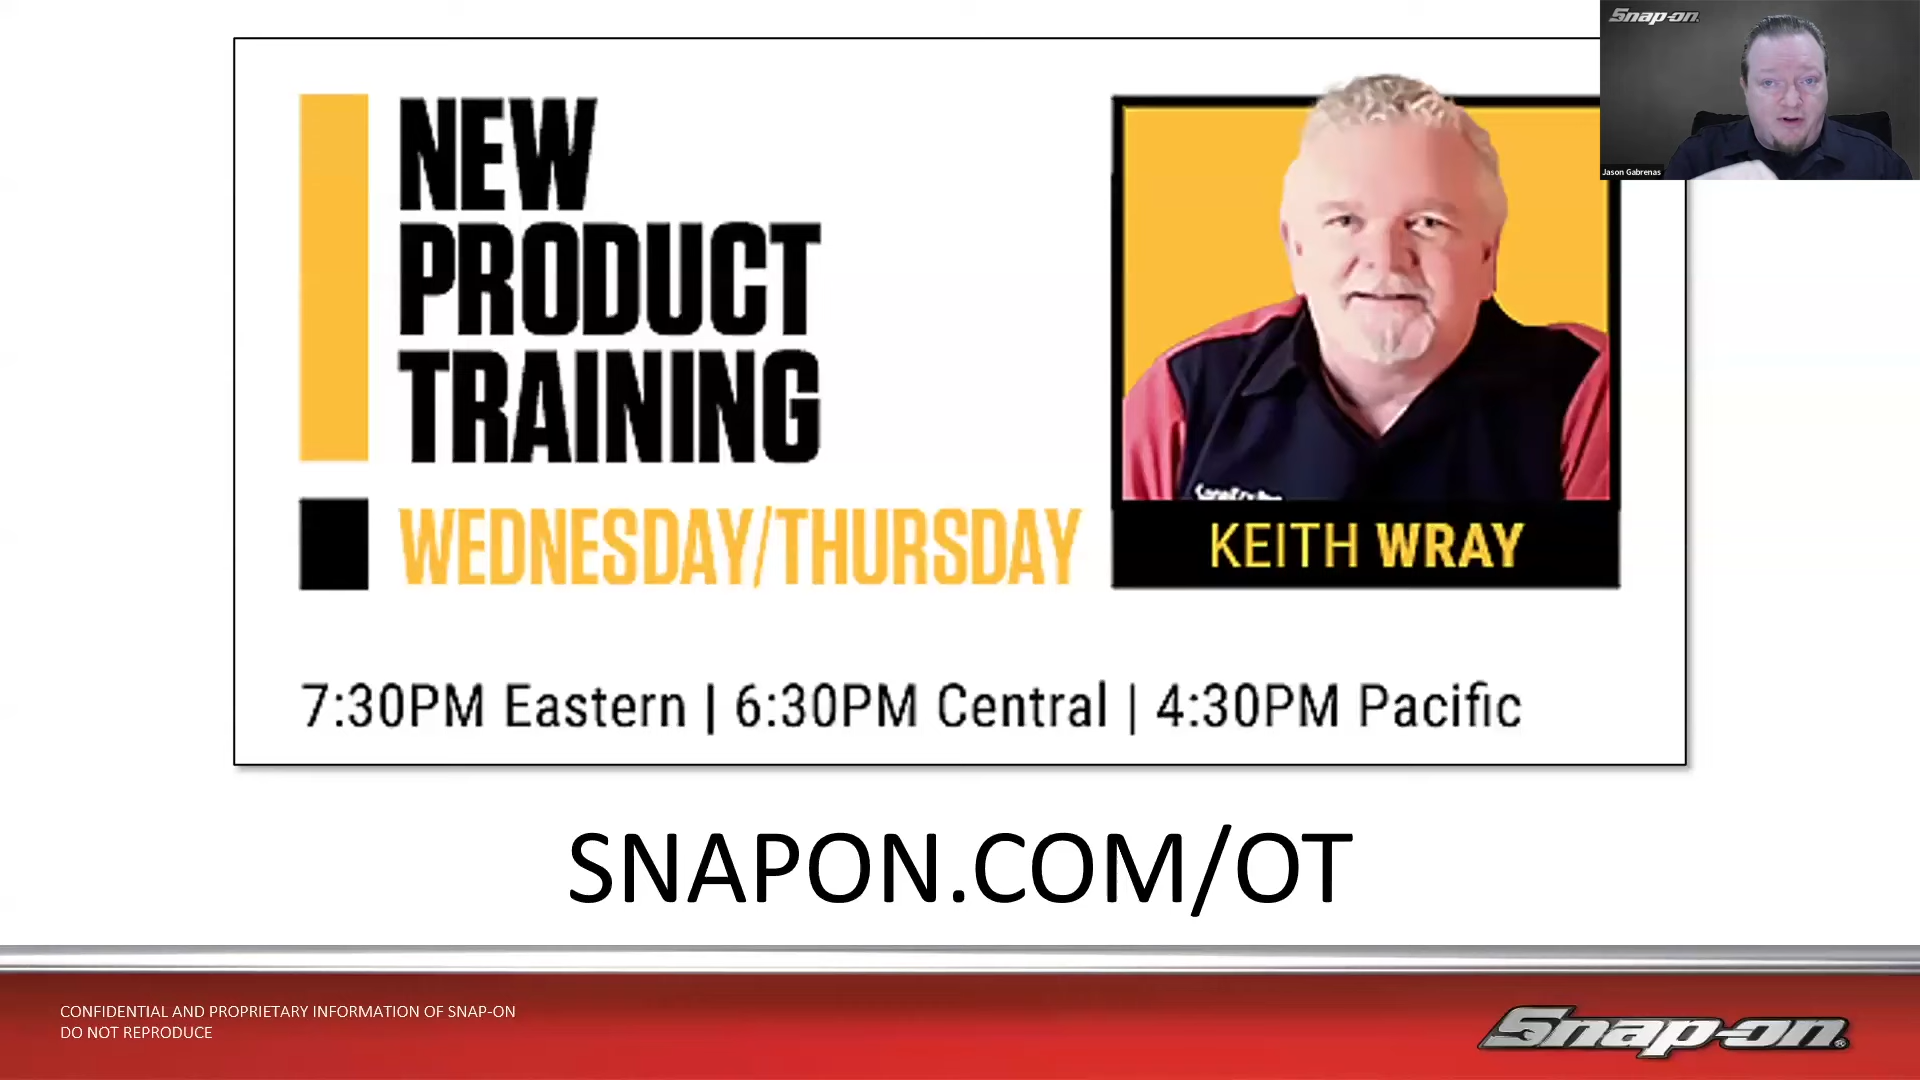 Snap-on
Jason Gabrenas
NEW
PRODUCT
TRAINING
WEDNESDAY/THURSDAY
KEITH WRAY
7:30PM Eastern | 6:30PM Central | 4:30PM Pacific
SNAPON.COM/OT
CONFIDENTIAL AND PROPRIETARY INFORMATION OF SNAP-ON
DO NOT REPRODUCE
Snap-on®